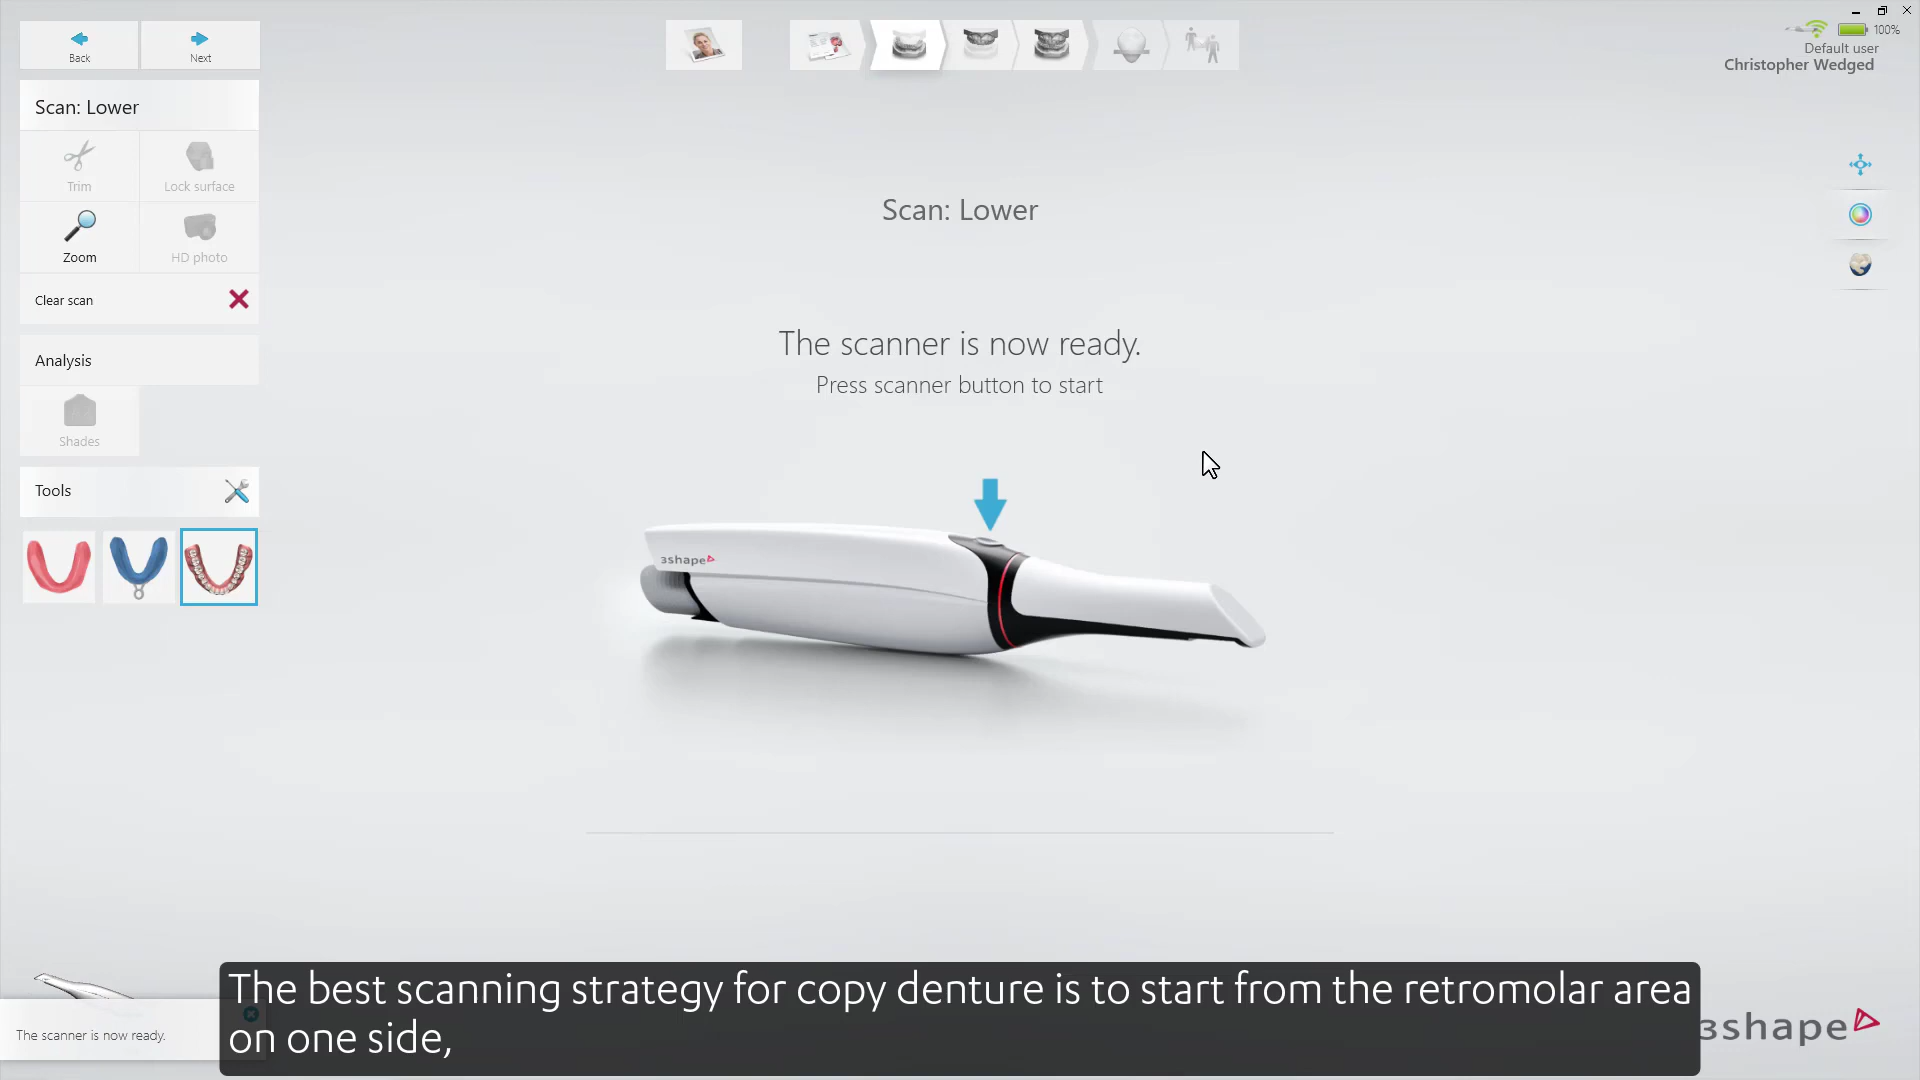 Back
Next
100%
Default user
Christopher Wedged
Scan: Lower
Trim
Lock surface
Zoom
HD photo
Clear scan
Analysis
Shades
Tools
Scan: Lower
The scanner is now ready.
Press scanner button to start
3shape
The scanner is now ready.
The best scanning strategy for copy denture is to start from the retromolar area
on one side,
3shape